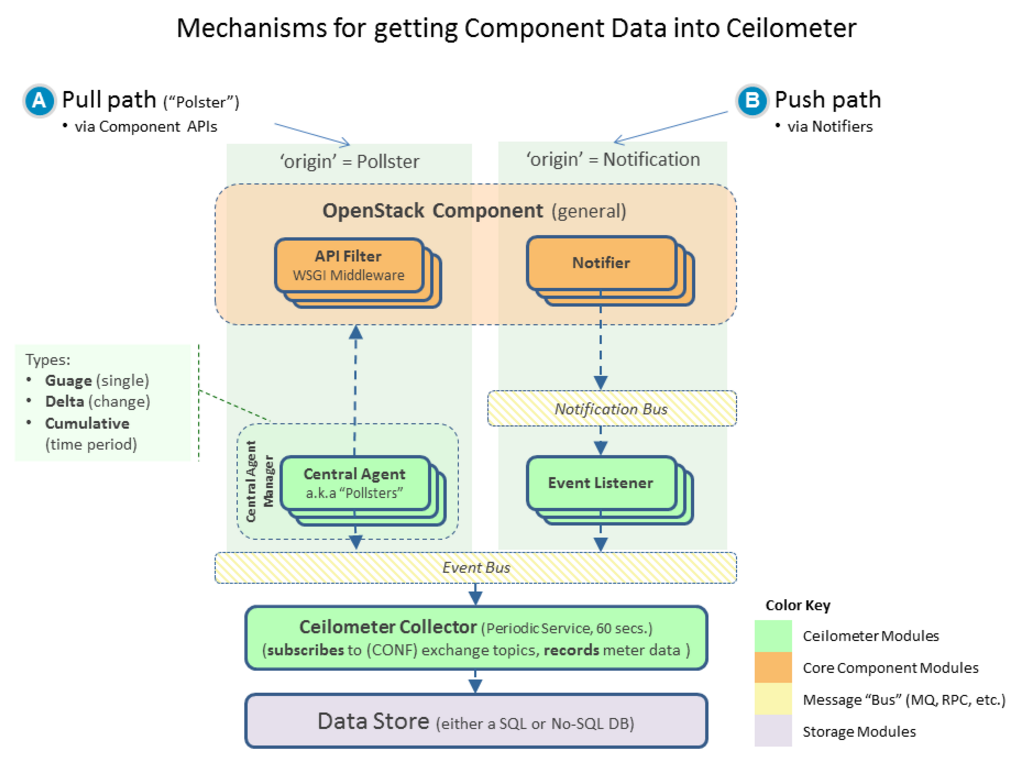 Mechanisms for getting Component Data into Ceilometer
A Pull path (“Polster”)
• via Component APIs
B Push path
• via Notifiers
‘origin’ = Pollster
‘origin’ = Notification
OpenStack Component (general)
API Filter
WSGI Middleware
Notifier
Types:
• Guage (single)
• Delta (change)
• Cumulative
(time period)
Notification Bus
Central Agent
Manager
Central Agent
a.k.a “Pollsters”
Event Listener
Event Bus
Ceilometer Collector (Periodic Service, 60 secs.)
(subscribes to (CONF) exchange topics, records meter data )
Data Store (either a SQL or No-SQL DB)
Color Key
Ceilometer Modules
Core Component Modules
Message “Bus” (MQ, RPC, etc.)
Storage Modules